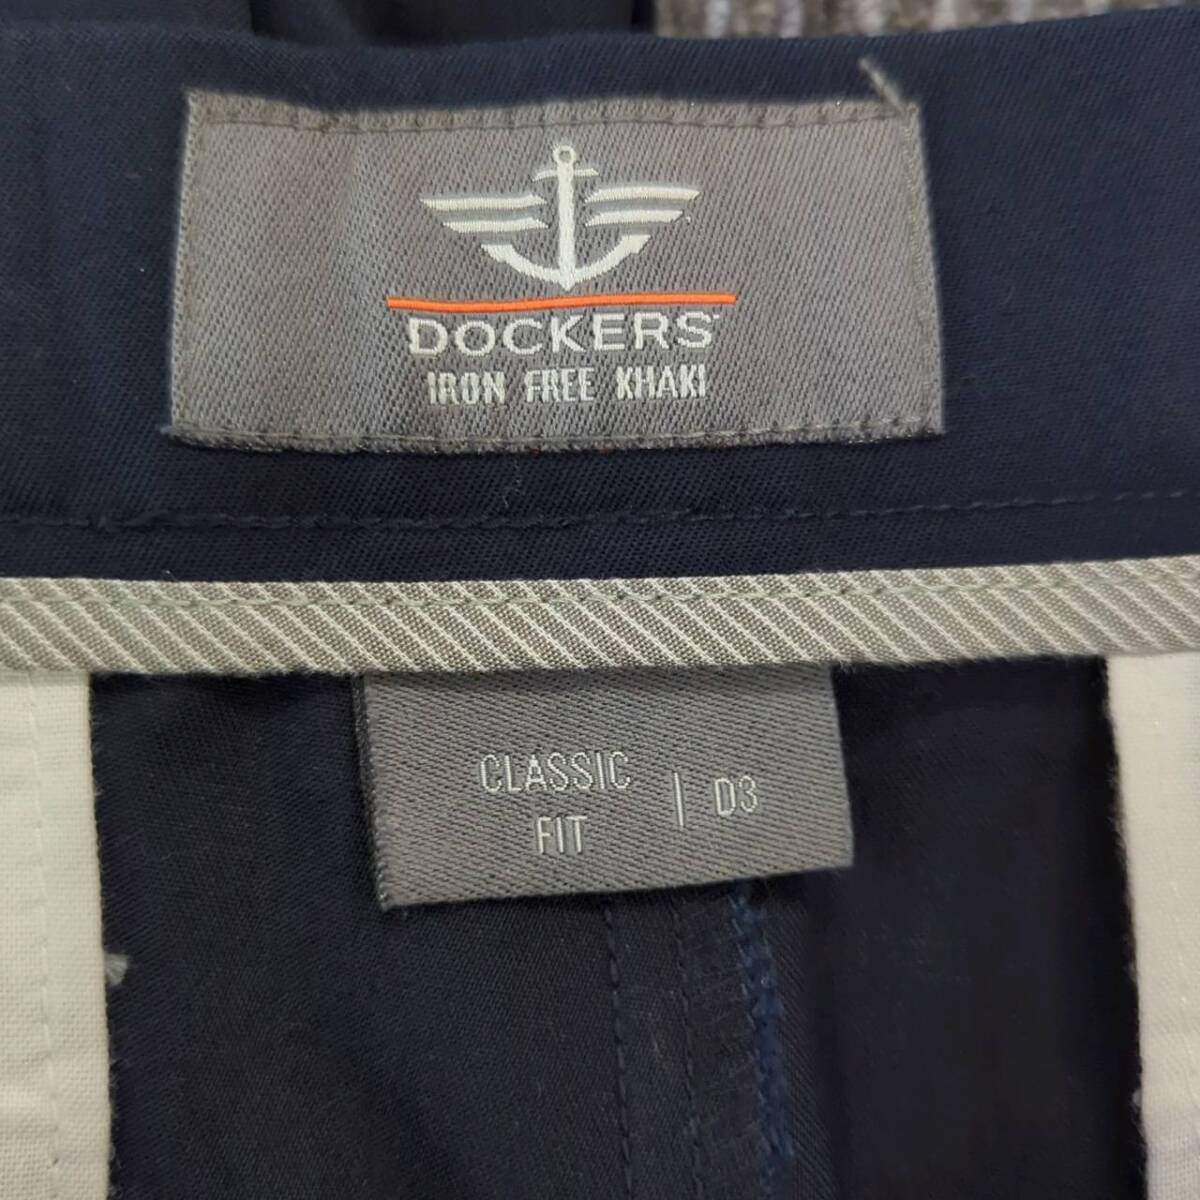 DOCKERS
IRON FREE KHAKI
CLASSIC
FIT | D3